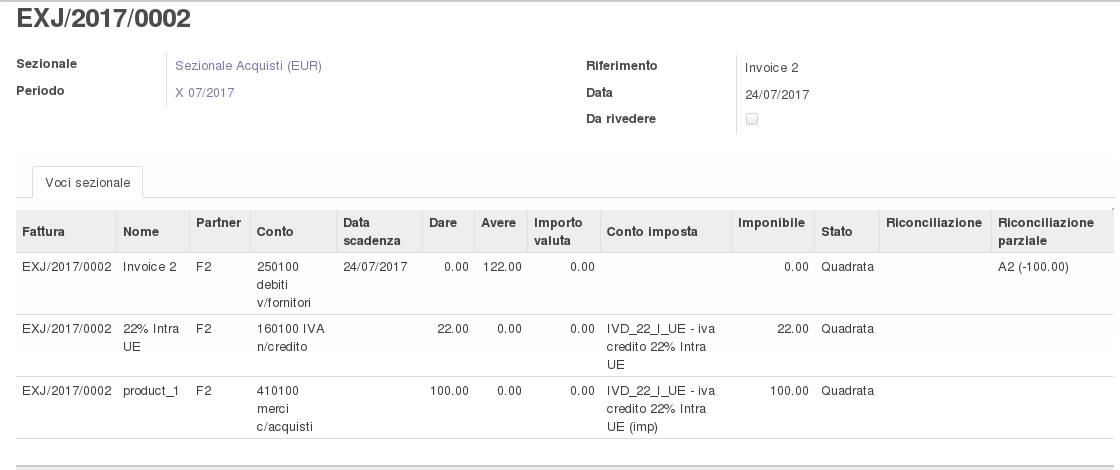 EXJ/2017/0002
Sezionale Sezionale Acquisti (EUR) Riferimento Invoice 2
Periodo X 07/2017 Data 24/07/2017
Da rivedere
Voci sezionale
Fattura Nome Partner Conto Data scadenza Dare Avere Importo valuta Conto imposta Imponibile Stato Riconciliazione Riconciliazione parziale
EXJ/2017/0002 Invoice 2 F2 250100 debiti v/fornitori 24/07/2017 0.00 122.00 0.00 0.00 Quadrata A2 (-100.00)
EXJ/2017/0002 22% Intra UE F2 160100 IVA n/credito 22.00 0.00 0.00 IVD_22_I_UE - iva credito 22% Intra UE 22.00 Quadrata
EXJ/2017/0002 product_1 F2 410100 merci c/acquisti 100.00 0.00 0.00 IVD_22_I_UE - iva credito 22% Intra UE (imp) 100.00 Quadrata